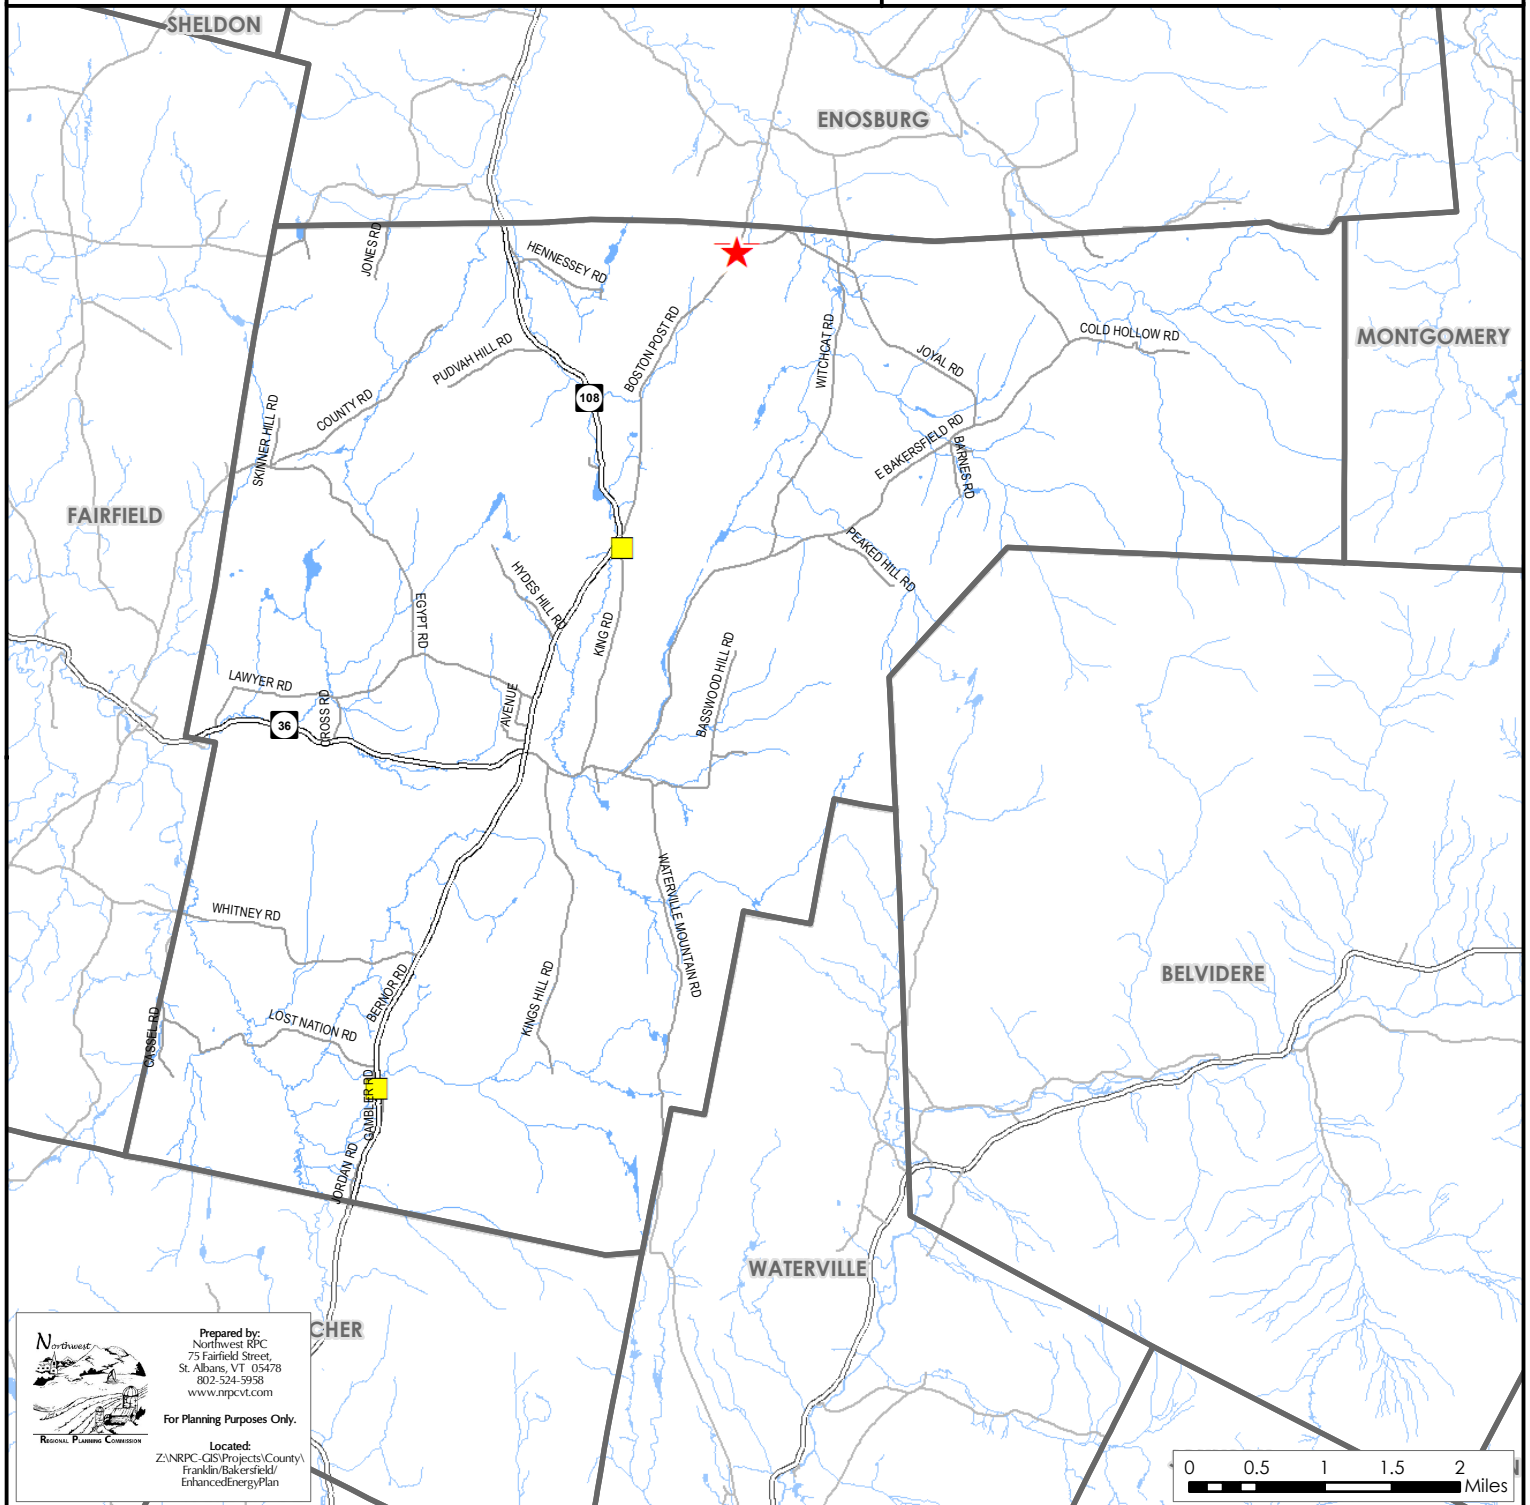 SHELDON
ENOSBURG
JONES RD
HENNESSEY RD
BOSTON POST RD
COLD HOLLOW RD
MONTGOMERY
WITCHCAT RD
JOYAL RD
PUDVAH HILL RD
COUNTY RD
108
SKINNER HILL RD
E BAKERSFIELD RD
BARNES RD
FAIRFIELD
PEAKED HILL RD
HYDES HILL RD
EGYPT RD
KING RD
BASSWOOD HILL RD
LAWYER RD
CROSS RD
AVENUE
36
WATERVILLE MOUNTAIN RD
WHITNEY RD
BERNOR RD
KINGS HILL RD
BELVIDERE
LOST NATION RD
CASSEL RD
GAMBLER RD
JORDAN RD
WATERVILLE
CHER
Northwest
REGIONAL PLANNING COMMISSION
Prepared by:
Northwest RPC
75 Fairfield Street,
St. Albans, VT 05478
802-524-5958
www.nrpcvt.com
For Planning Purposes Only.
Located:
Z:\NRPC-GIS\Projects\County\
Franklin/Bakersfield/
EnhancedEnergyPlan
0 0.5 1 1.5 2
Miles